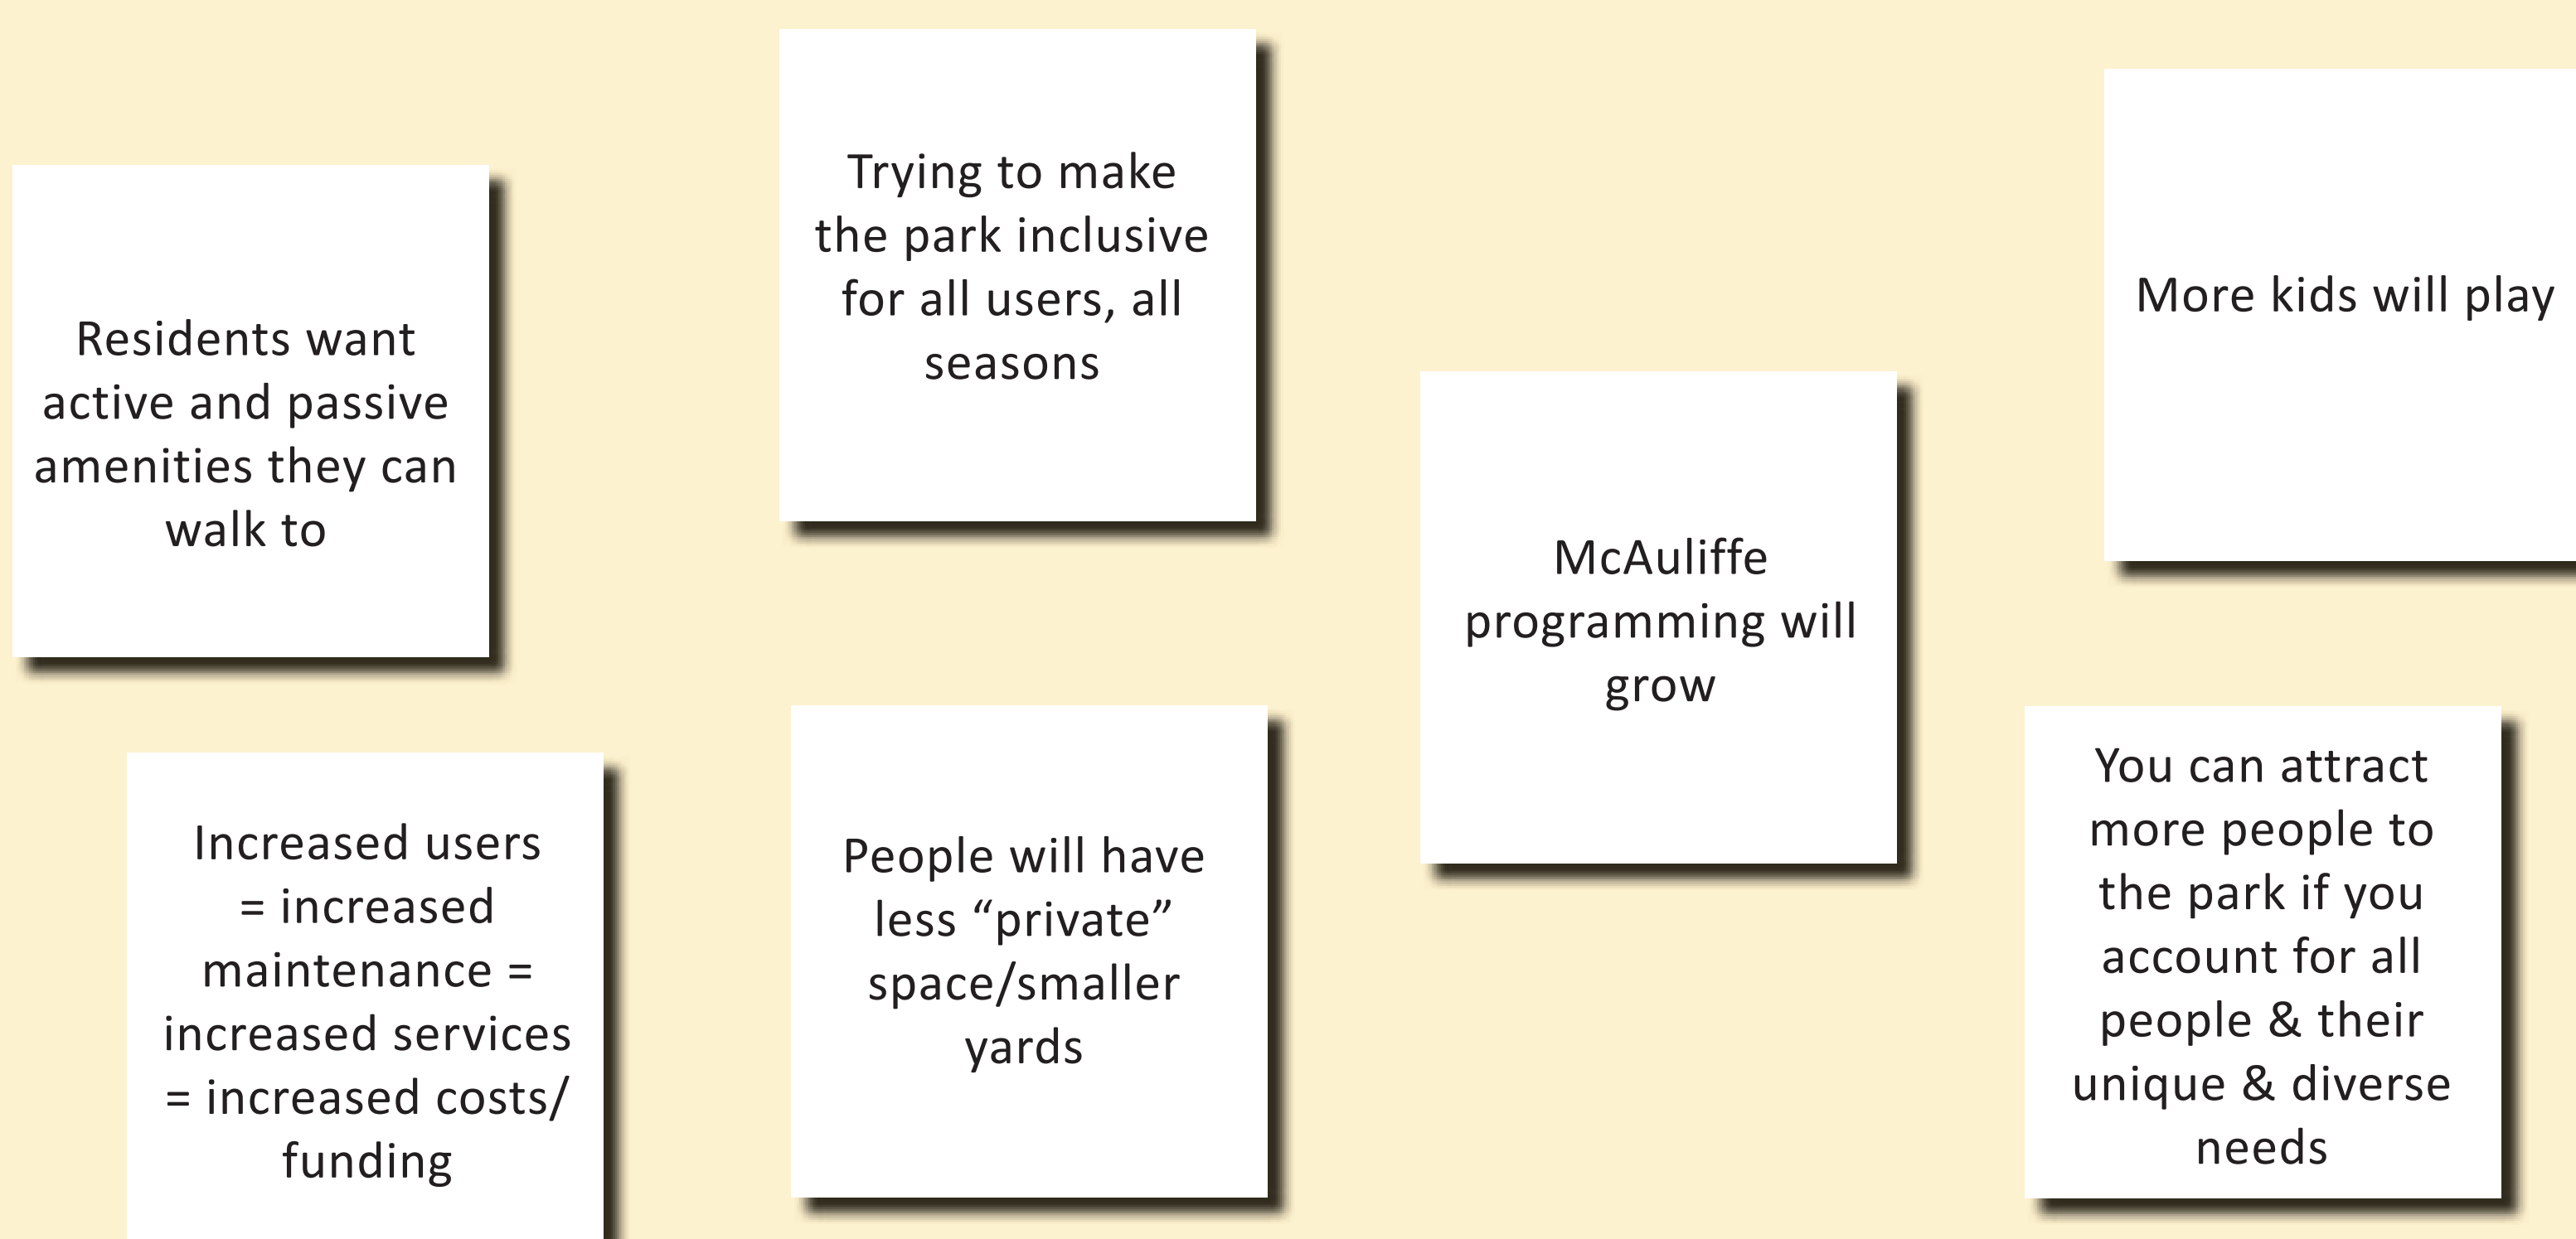 Residents want
active and passive
amenities they can
walk to
Trying to make
the park inclusive
for all users, all
seasons
McAuliffe
programming will
grow
More kids will play
Increased users
= increased
maintenance =
increased services
= increased costs/
funding
People will have
less “private”
space/smaller
yards
You can attract
more people to
the park if you
account for all
people & their
unique & diverse
needs